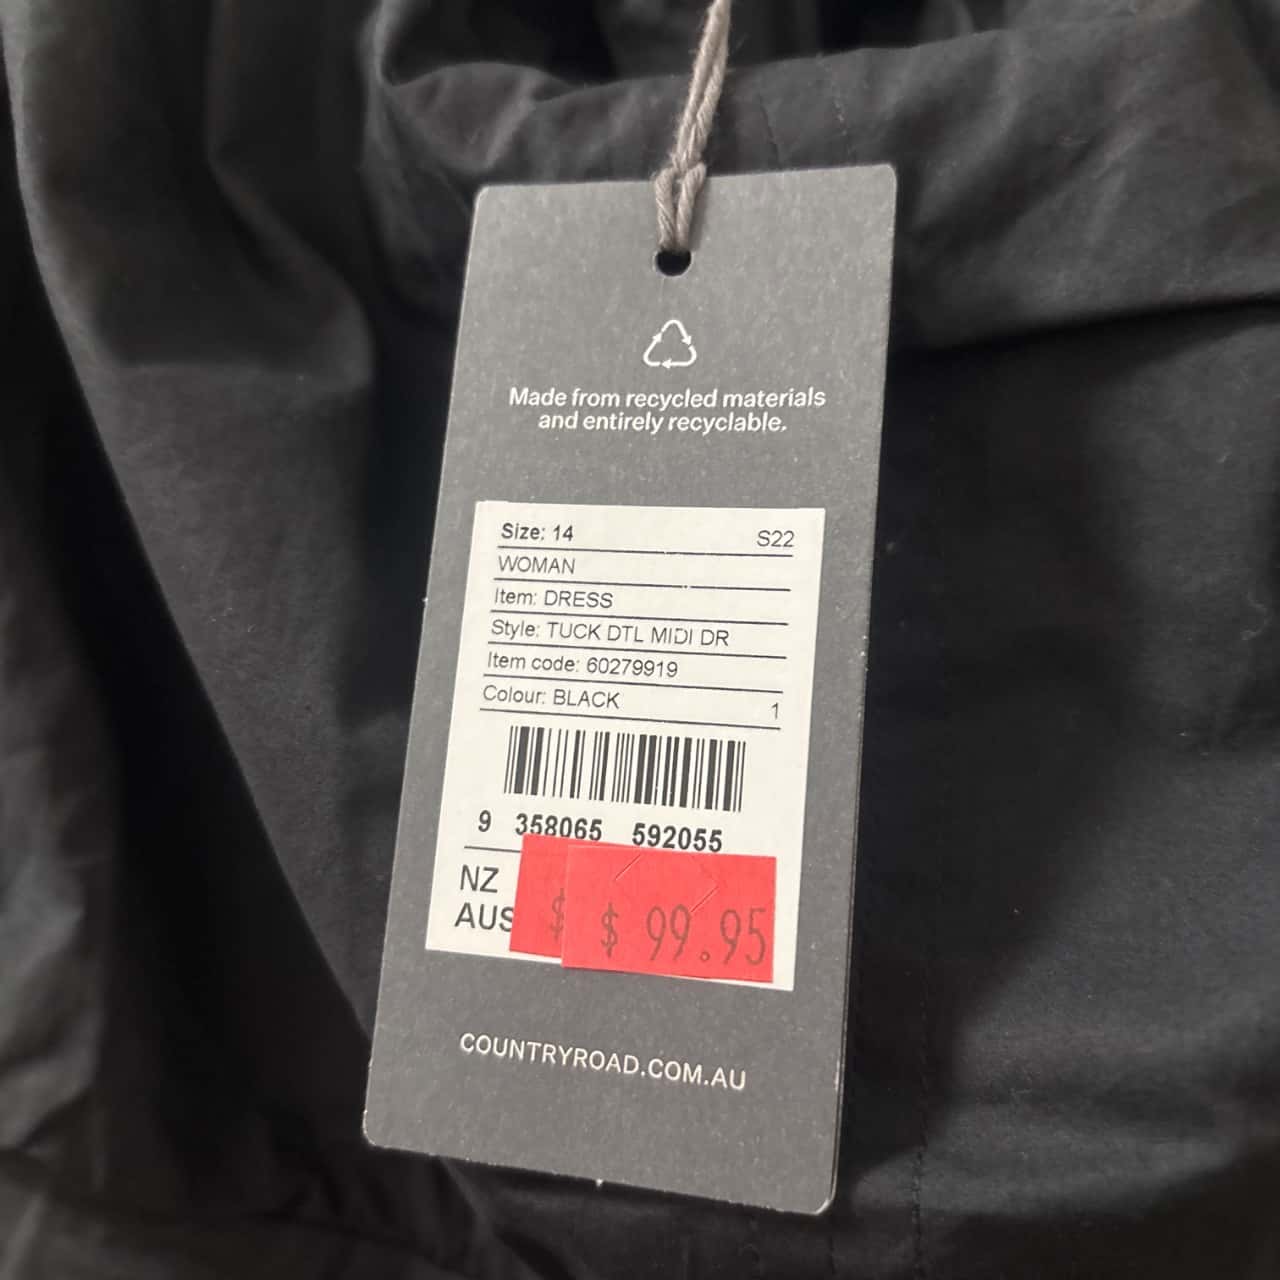 Made from recycled materials
and entirely recyclable.
Size: 14 S22
WOMAN
Item: DRESS
Style: TUCK DTL MIDI DR
Item code: 60279919
Colour: BLACK 1
9 358065 592055
NZ
AUS $ $ 99.95
COUNTRYROAD.COM.AU